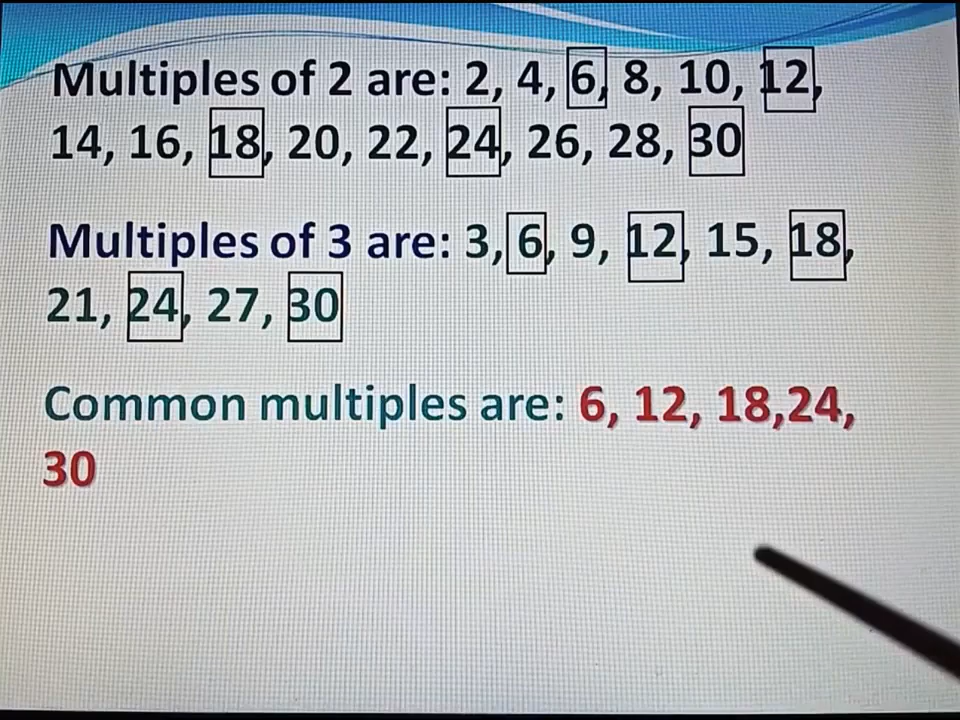 Multiples of 2 are: 2, 4, 6, 8, 10, 12,
14, 16, 18, 20, 22, 24, 26, 28, 30
Multiples of 3 are: 3, 6, 9, 12, 15, 18,
21, 24, 27, 30
Common multiples are: 6, 12, 18,24,
30